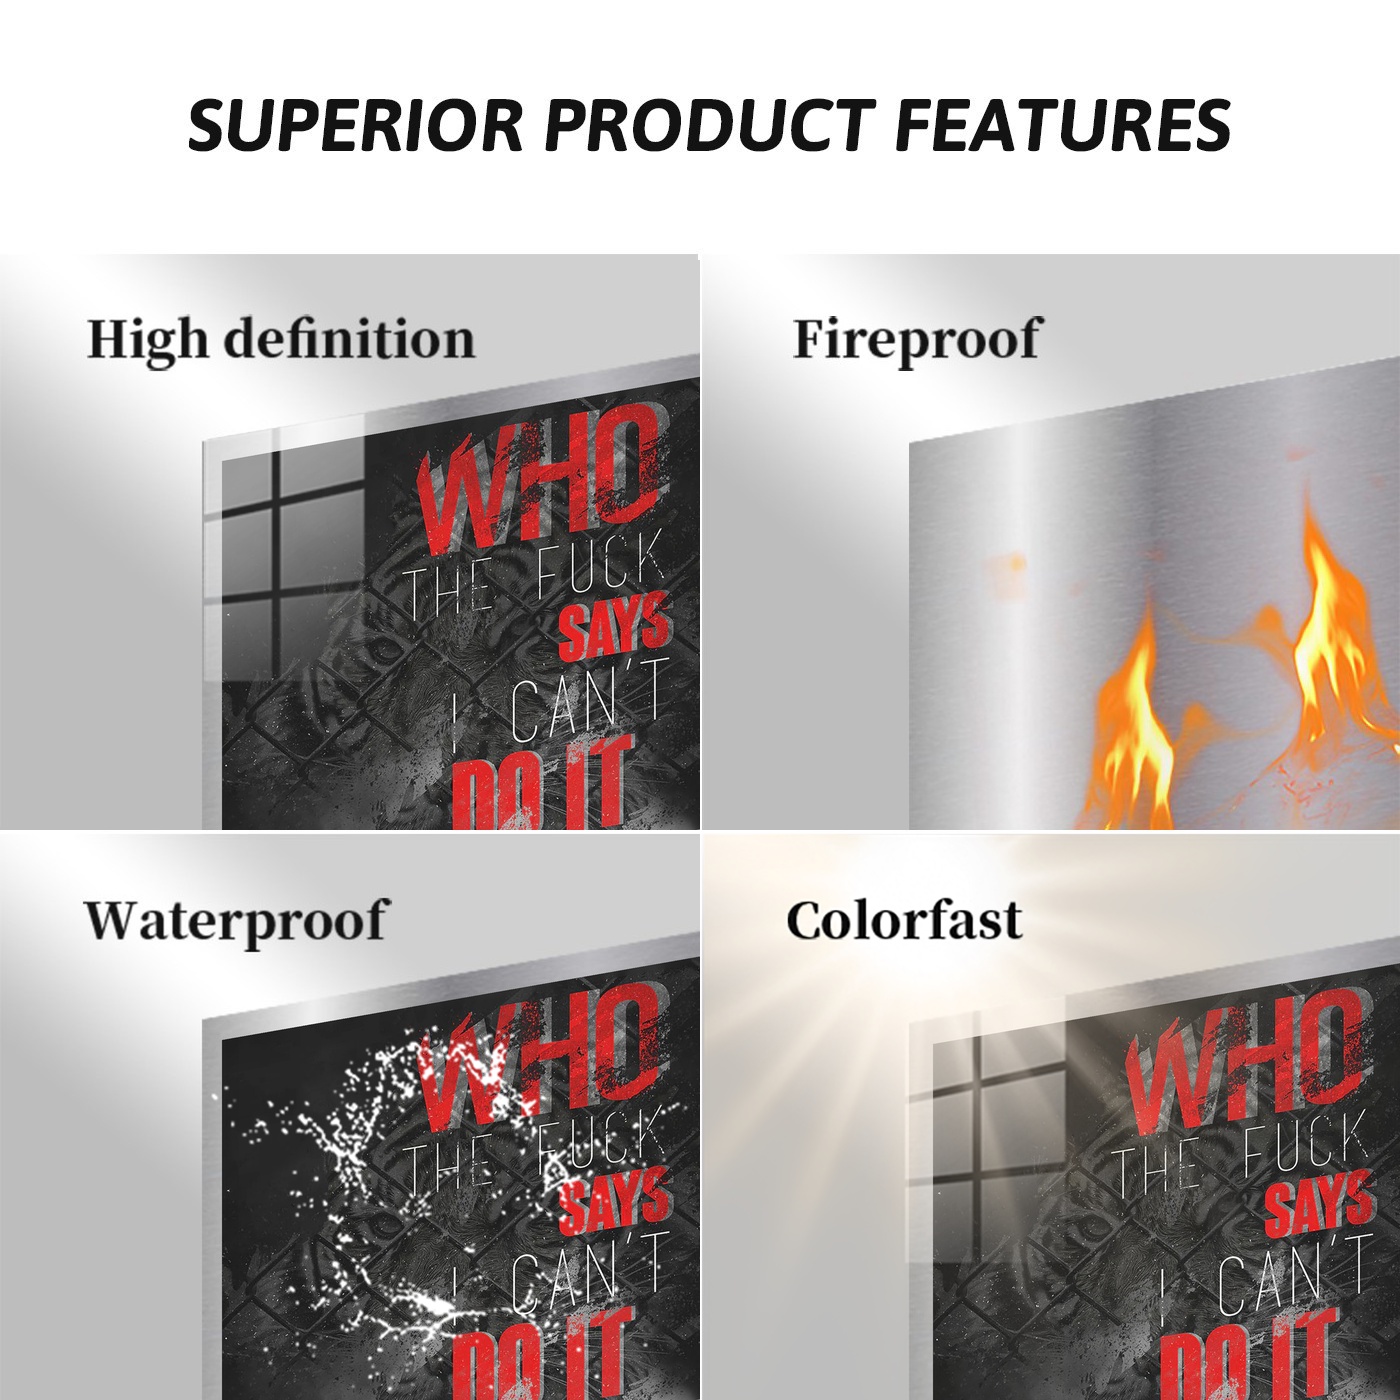 SUPERIOR PRODUCT FEATURES
High definition
WHO
THE FUCK
SAYS
I CAN'T
DO IT
Fireproof
Waterproof
WHO
THE FUCK
SAYS
I CAN'T
DO IT
Colorfast
WHO
THE FUCK
SAYS
I CAN'T
DO IT